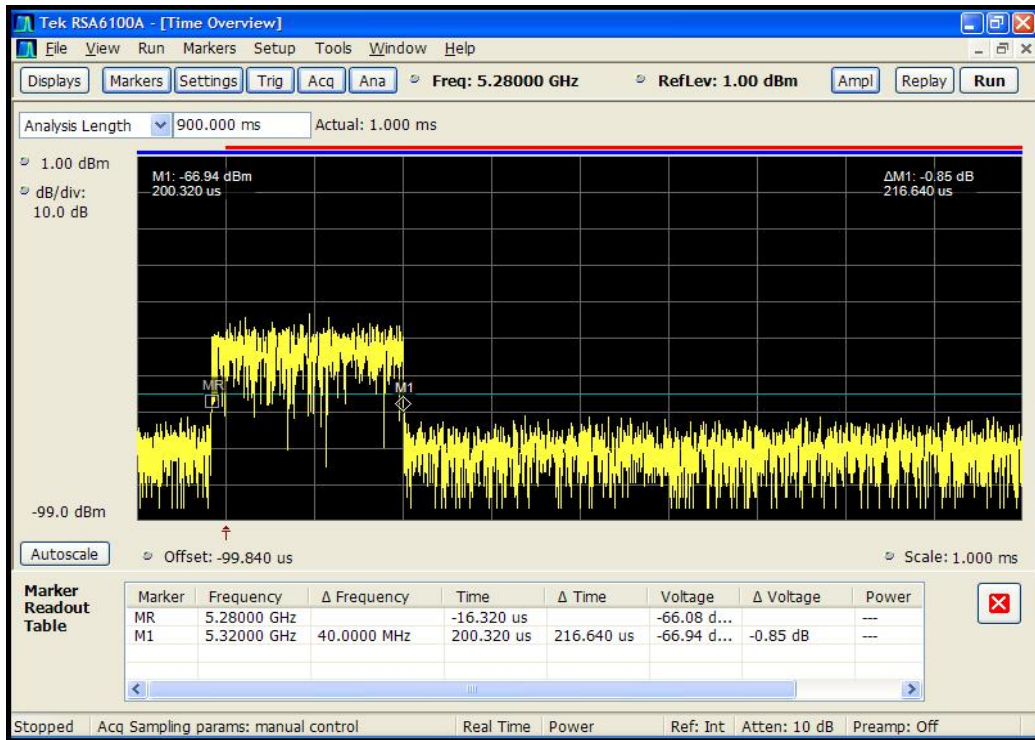 Tek RSA6100A - [Time Overview]
File View Run Markers Setup Tools Window Help
Displays Markers Settings Trig Acq Ana Freq: 5.28000 GHz RefLev: 1.00 dBm Ampl Replay Run
Analysis Length 900.000 ms Actual: 1.000 ms
1.00 dBm
dB/div:
10.0 dB
M1: -66.94 dBm
200.320 us
ΔM1: -0.85 dB
216.640 us
MR
M1
-99.0 dBm
Autoscale Offset: -99.840 us Scale: 1.000 ms
Marker
Readout
Table
Marker Frequency Δ Frequency Time Δ Time Voltage Δ Voltage Power
MR 5.28000 GHz -16.320 us -66.08 d... ---
M1 5.32000 GHz 40.0000 MHz 200.320 us 216.640 us -66.94 d... -0.85 dB ---
Stopped Acq Sampling params: manual control Real Time Power Ref: Int Atten: 10 dB Preamp: Off